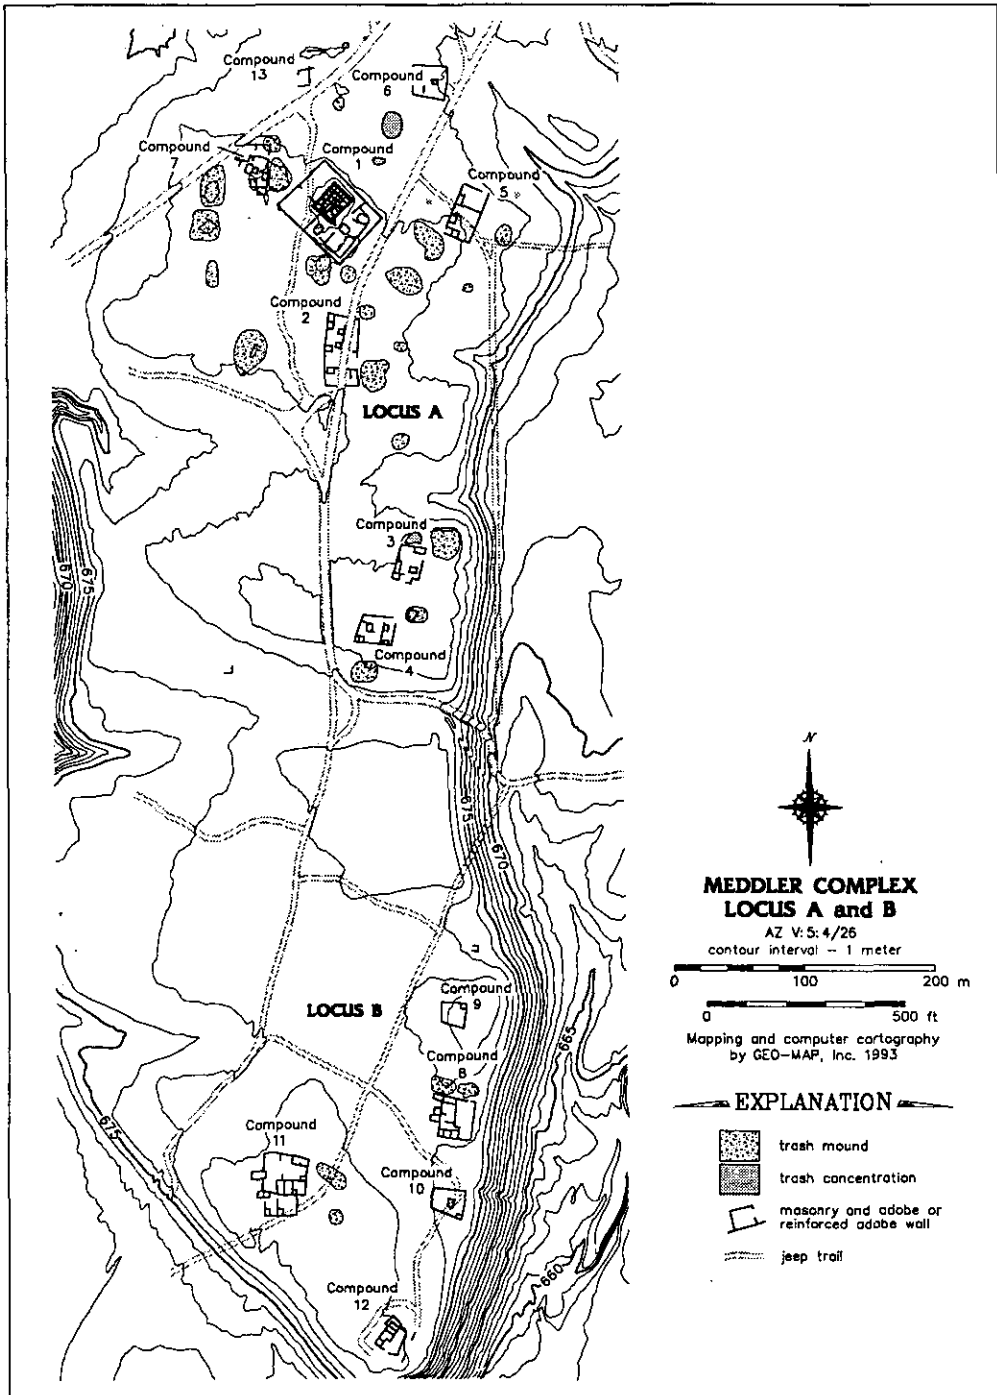 Compound
13
Compound
6
Compound
7
Compound
1
Compound
5
Compound
2
LOCUS A
Compound
3
670
675
Compound
4
N
675
670
MEDDLER COMPLEX
LOCUS A and B
AZ V:5:4/26
contour interval - 1 meter
0 100 200 m
0 500 ft
Mapping and computer cartography
by GEO-MAP, Inc. 1993
LOCUS B
Compound
9
665
Compound
8
675
Compound
11
Compound
10
Compound
12
660
EXPLANATION
trash mound
trash concentration
masonry and adobe or
reinforced adobe wall
jeep trail